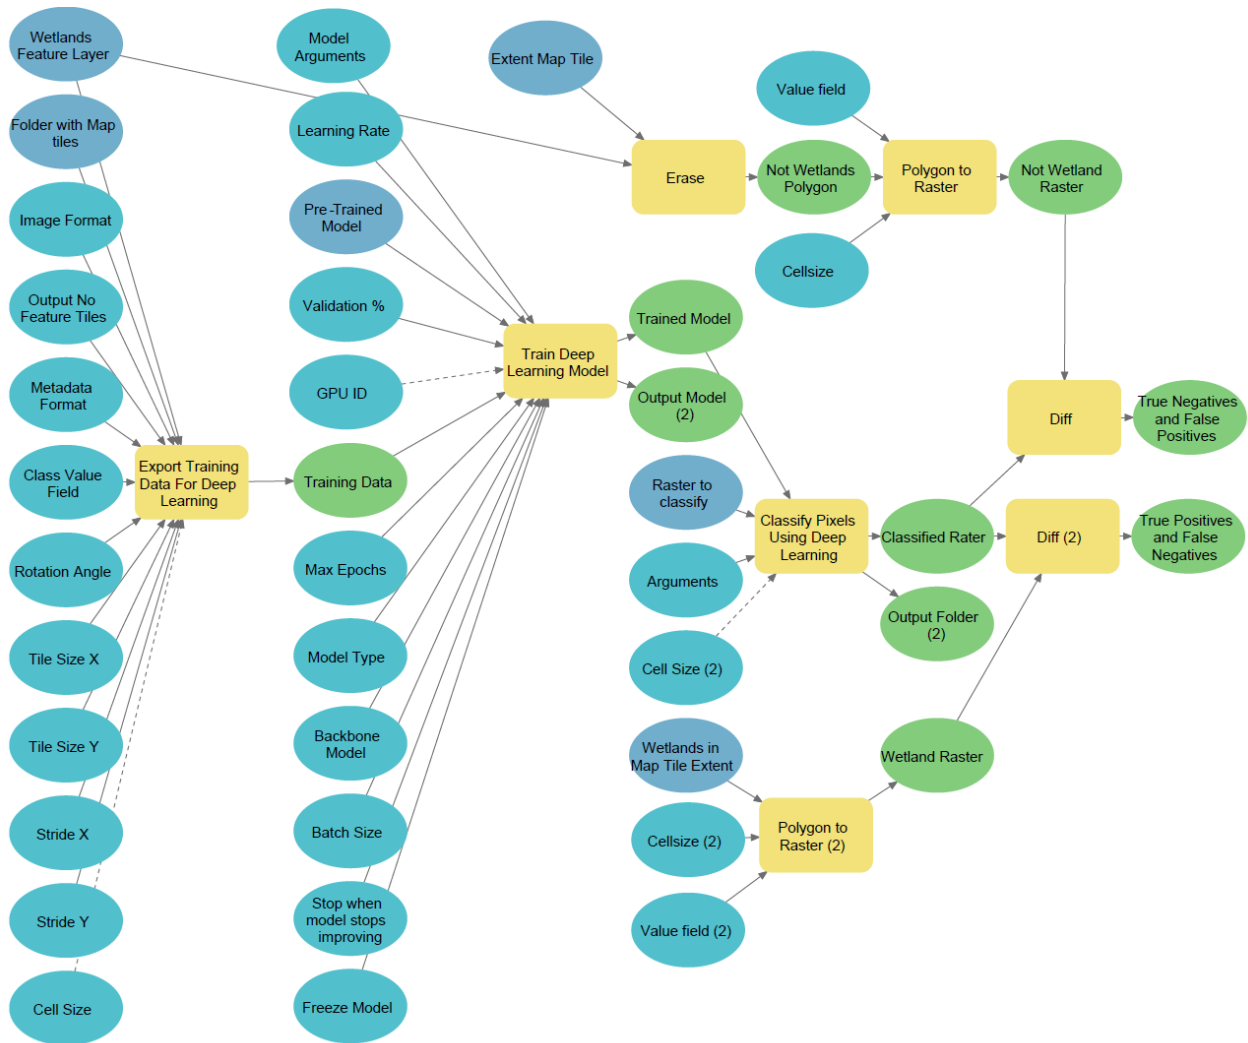 Wetlands
Feature Layer
Folder with Map
tiles
Image Format
Output No
Feature Tiles
Metadata
Format
Class Value
Field
Rotation Angle
Tile Size X
Tile Size Y
Stride X
Stride Y
Cell Size
Export Training
Data For Deep
Learning
Model
Arguments
Learning Rate
Pre-Trained
Model
Validation %
GPU ID
Training Data
Max Epochs
Model Type
Backbone
Model
Batch Size
Stop when
model stops
improving
Freeze Model
Train Deep
Learning Model
Trained Model
Output Model
(2)
Extent Map Tile
Erase
Value field
Not Wetlands
Polygon
Cellsize
Polygon to
Raster
Not Wetland
Raster
Raster to
classify
Arguments
Cell Size (2)
Classify Pixels
Using Deep
Learning
Classified Rater
Output Folder
(2)
Diff
True Negatives
and False
Positives
Diff (2)
True Positives
and False
Negatives
Wetlands in
Map Tile Extent
Cellsize (2)
Value field (2)
Polygon to
Raster (2)
Wetland Raster